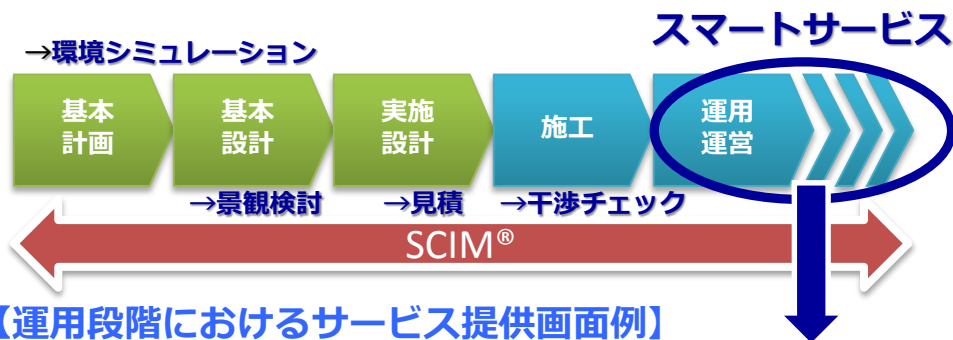 スマートサービス
→環境シミュレーション
基本
計画
基本
設計
実施
設計
施工
運用
運営
→景観検討
→見積
→干渉チェック
SCIM®
【運用段階におけるサービス提供画面例】